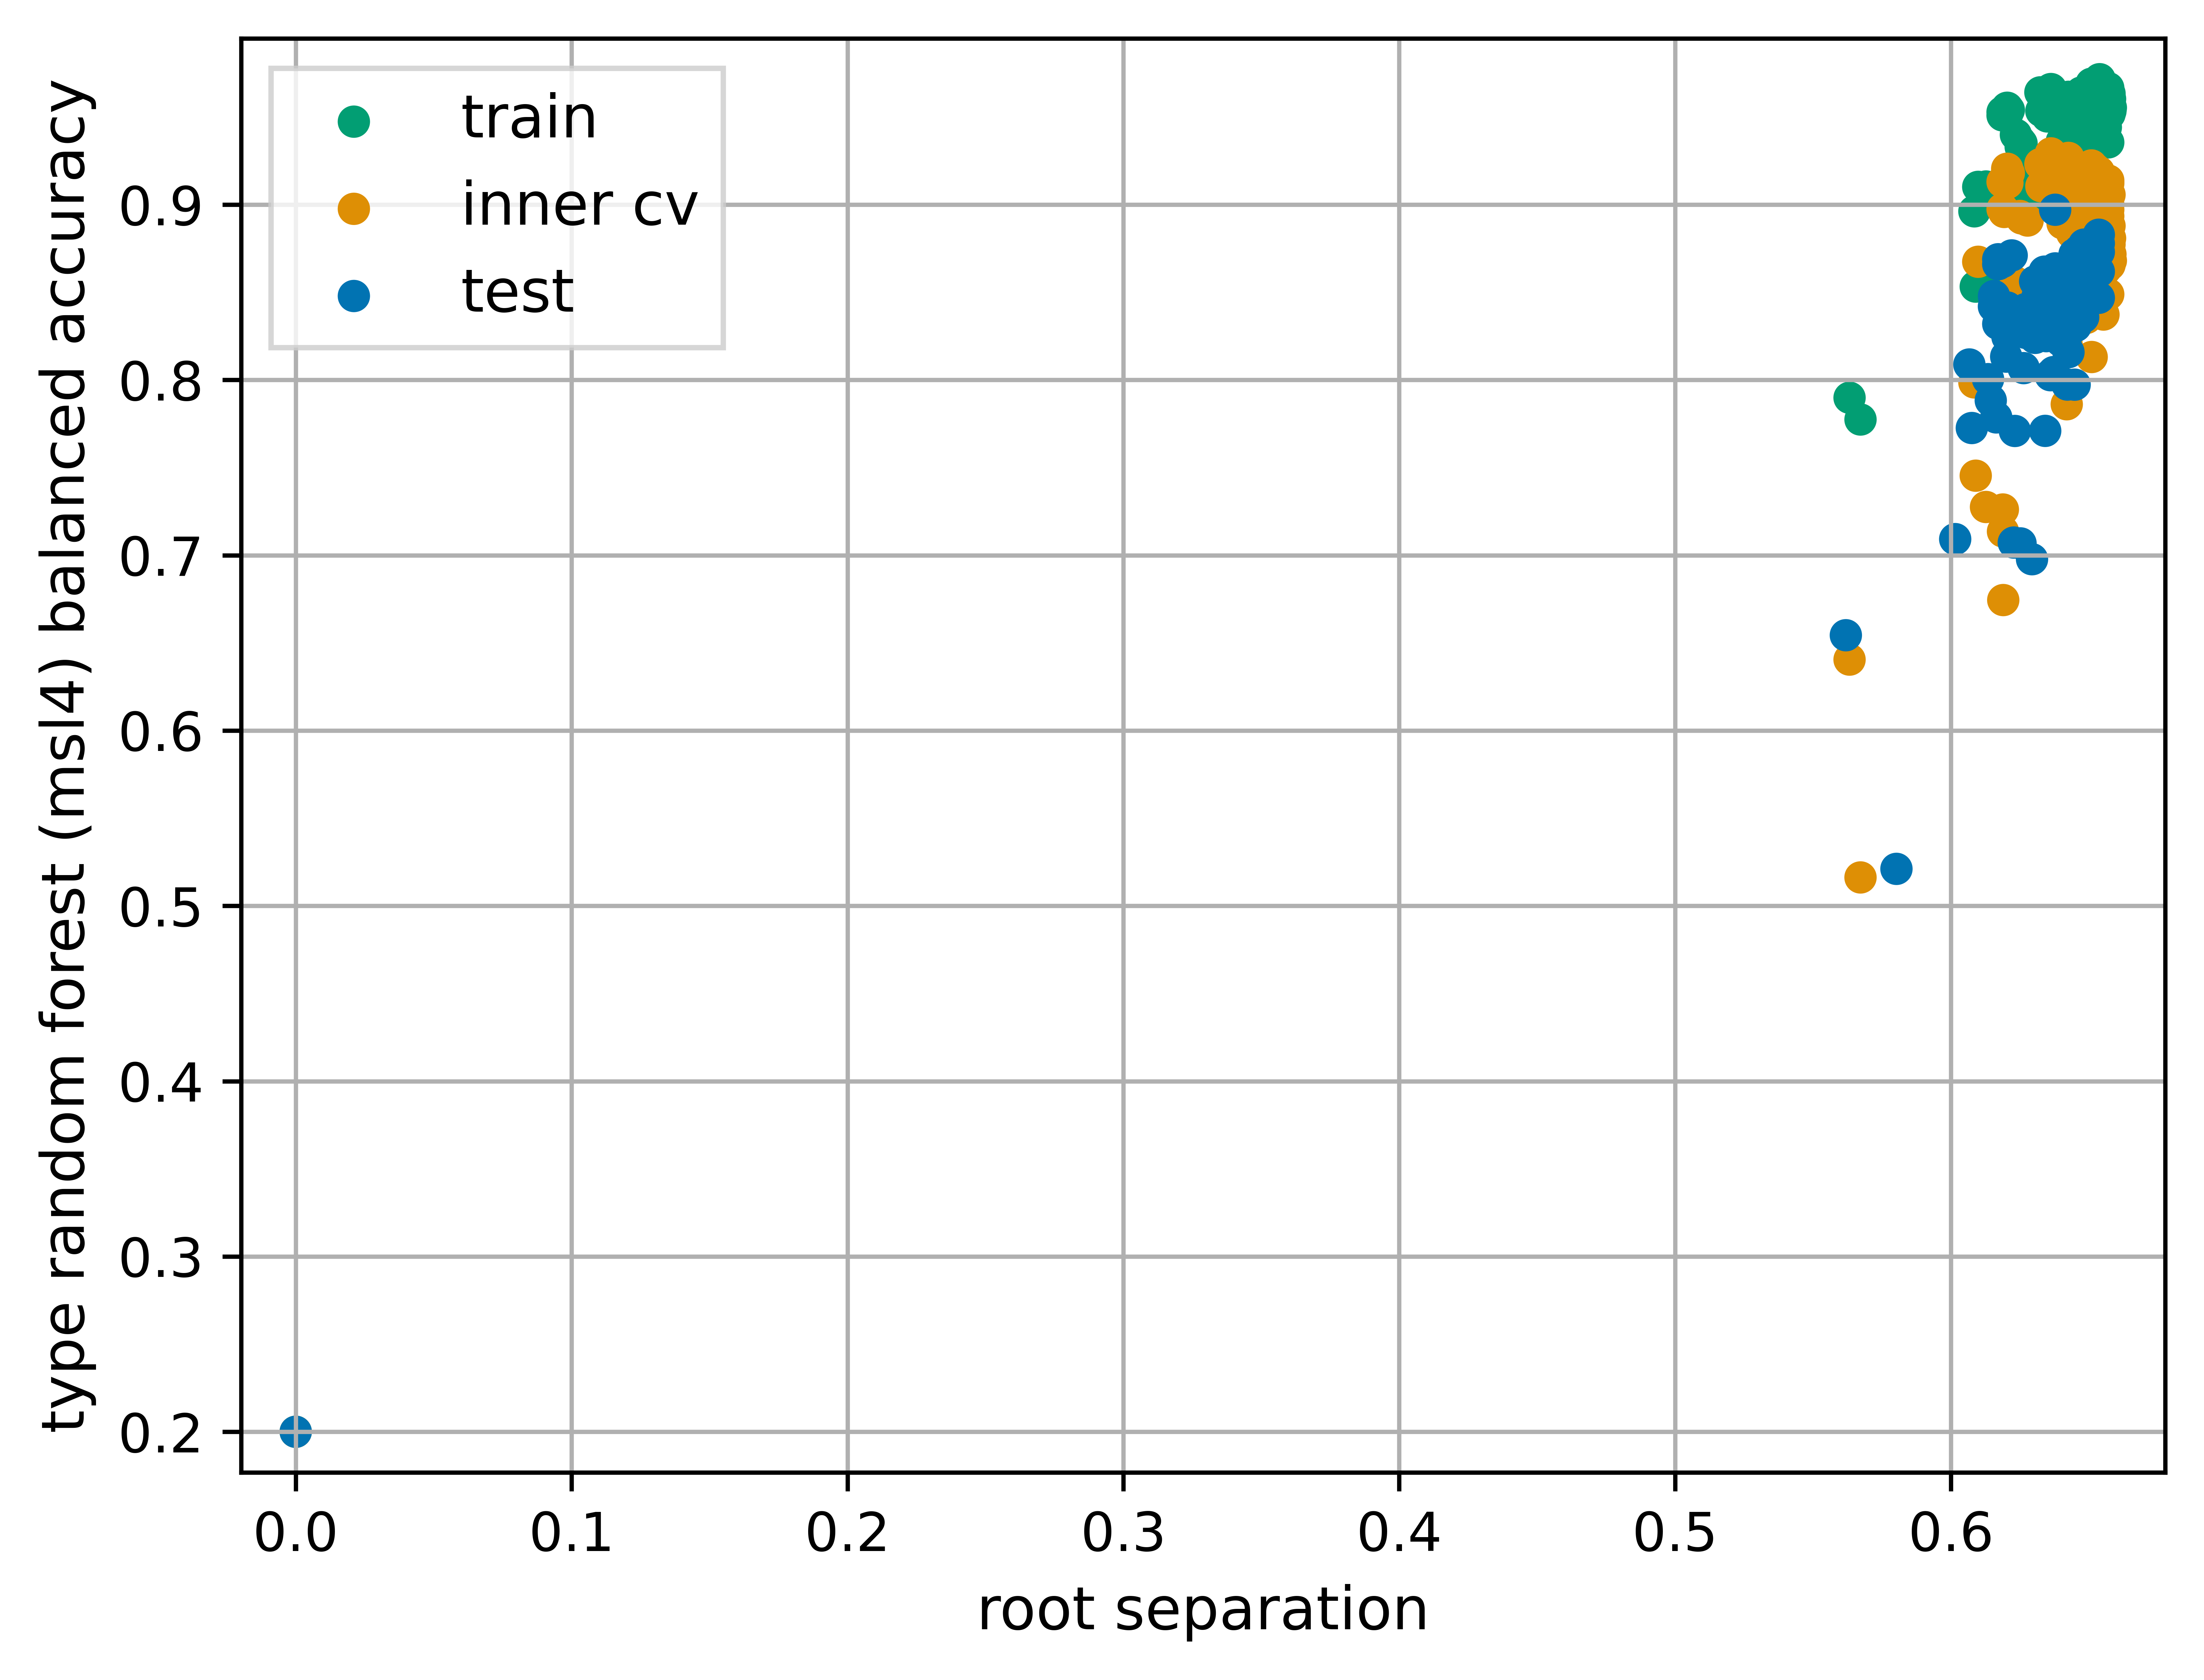 train
inner cv
test
type random forest (msl4) balanced accuracy
0.9
0.8
0.7
0.6
0.5
0.4
0.3
0.2
0.0 0.1 0.2 0.3 0.4 0.5 0.6
root separation